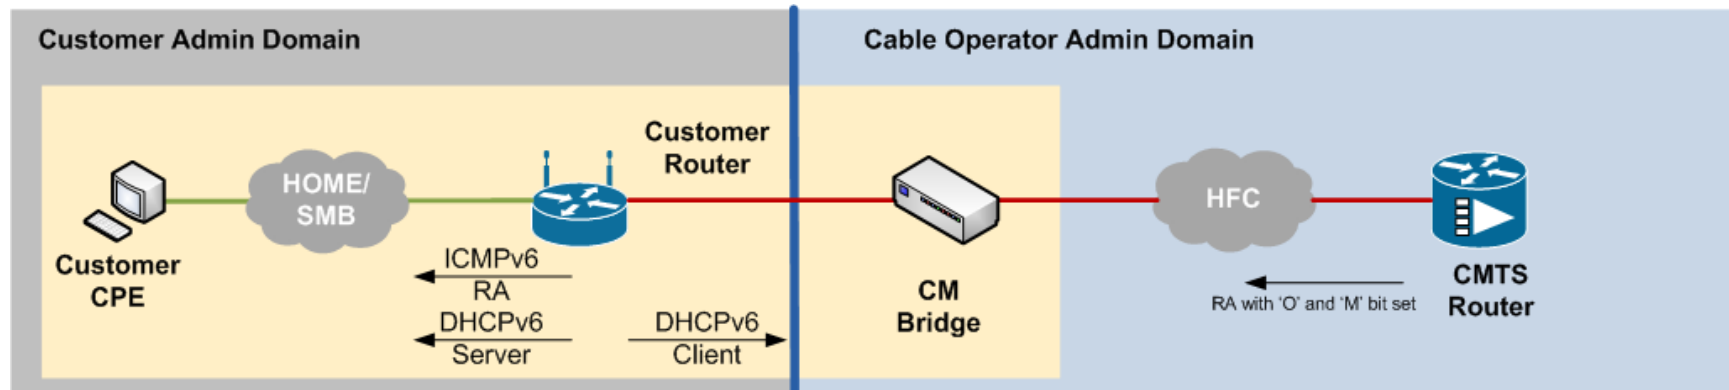 Customer Admin Domain
Cable Operator Admin Domain
Customer
Router
HOME/
SMB
HFC
Customer
CPE
ICMPv6
RA
DHCPv6
Server
DHCPv6
Client
CM
Bridge
CMTS
Router
RA with ‘O’ and ‘M’ bit set